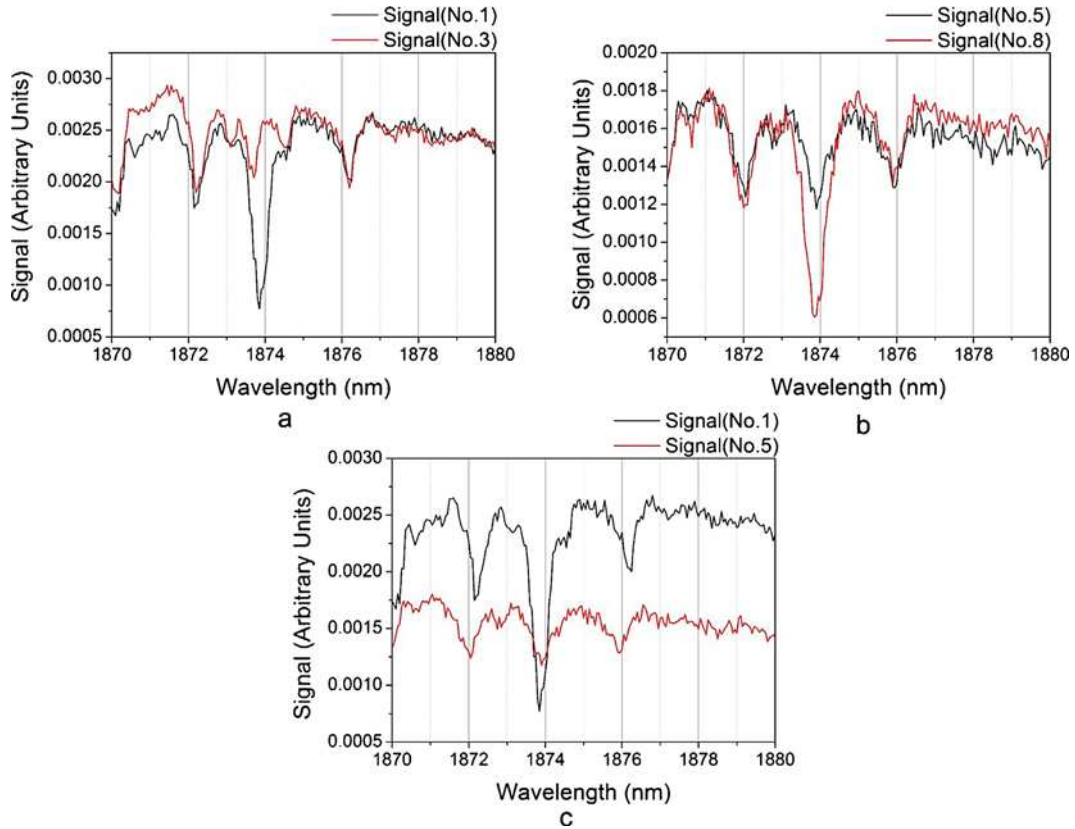 Signal(No.1)
Signal(No.3)
0.0030
0.0025
0.0020
0.0015
0.0010
0.0005
Signal (Arbitrary Units)
1870 1872 1874 1876 1878 1880
Wavelength (nm)
a
Signal(No.5)
Signal(No.8)
0.0020
0.0018
0.0016
0.0014
0.0012
0.0010
0.0008
0.0006
Signal (Arbitrary Units)
1870 1872 1874 1876 1878 1880
Wavelength (nm)
b
Signal(No.1)
Signal(No.5)
0.0030
0.0025
0.0020
0.0015
0.0010
0.0005
Signal (Arbitrary Units)
1870 1872 1874 1876 1878 1880
Wavelength (nm)
c